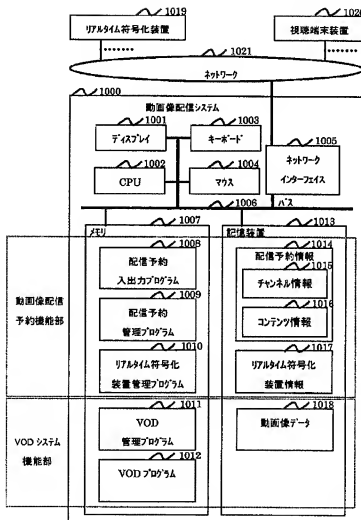 1019
リアルタイム符号化装置
1020
視聴端末装置
1021
ネットワーク
1000
動画像配信システム
1001
ディスプレイ
1003
キーボード
1002
CPU
1004
マウス
1005
ネットワーク
インターフェイス
1006
バス
1007
メモリ
1013
記憶装置
動画像配信
予約機能部
1008
配信予約
入出力プログラム
1009
配信予約
管理プログラム
1010
リアルタイム符号化
装置管理プログラム
1014
配信予約情報
1015
チャンネル情報
1016
コンテンツ情報
1017
リアルタイム符号化
装置情報
VODシステム
機能部
1011
VOD
管理プログラム
1012
VODプログラム
1018
動画像データ